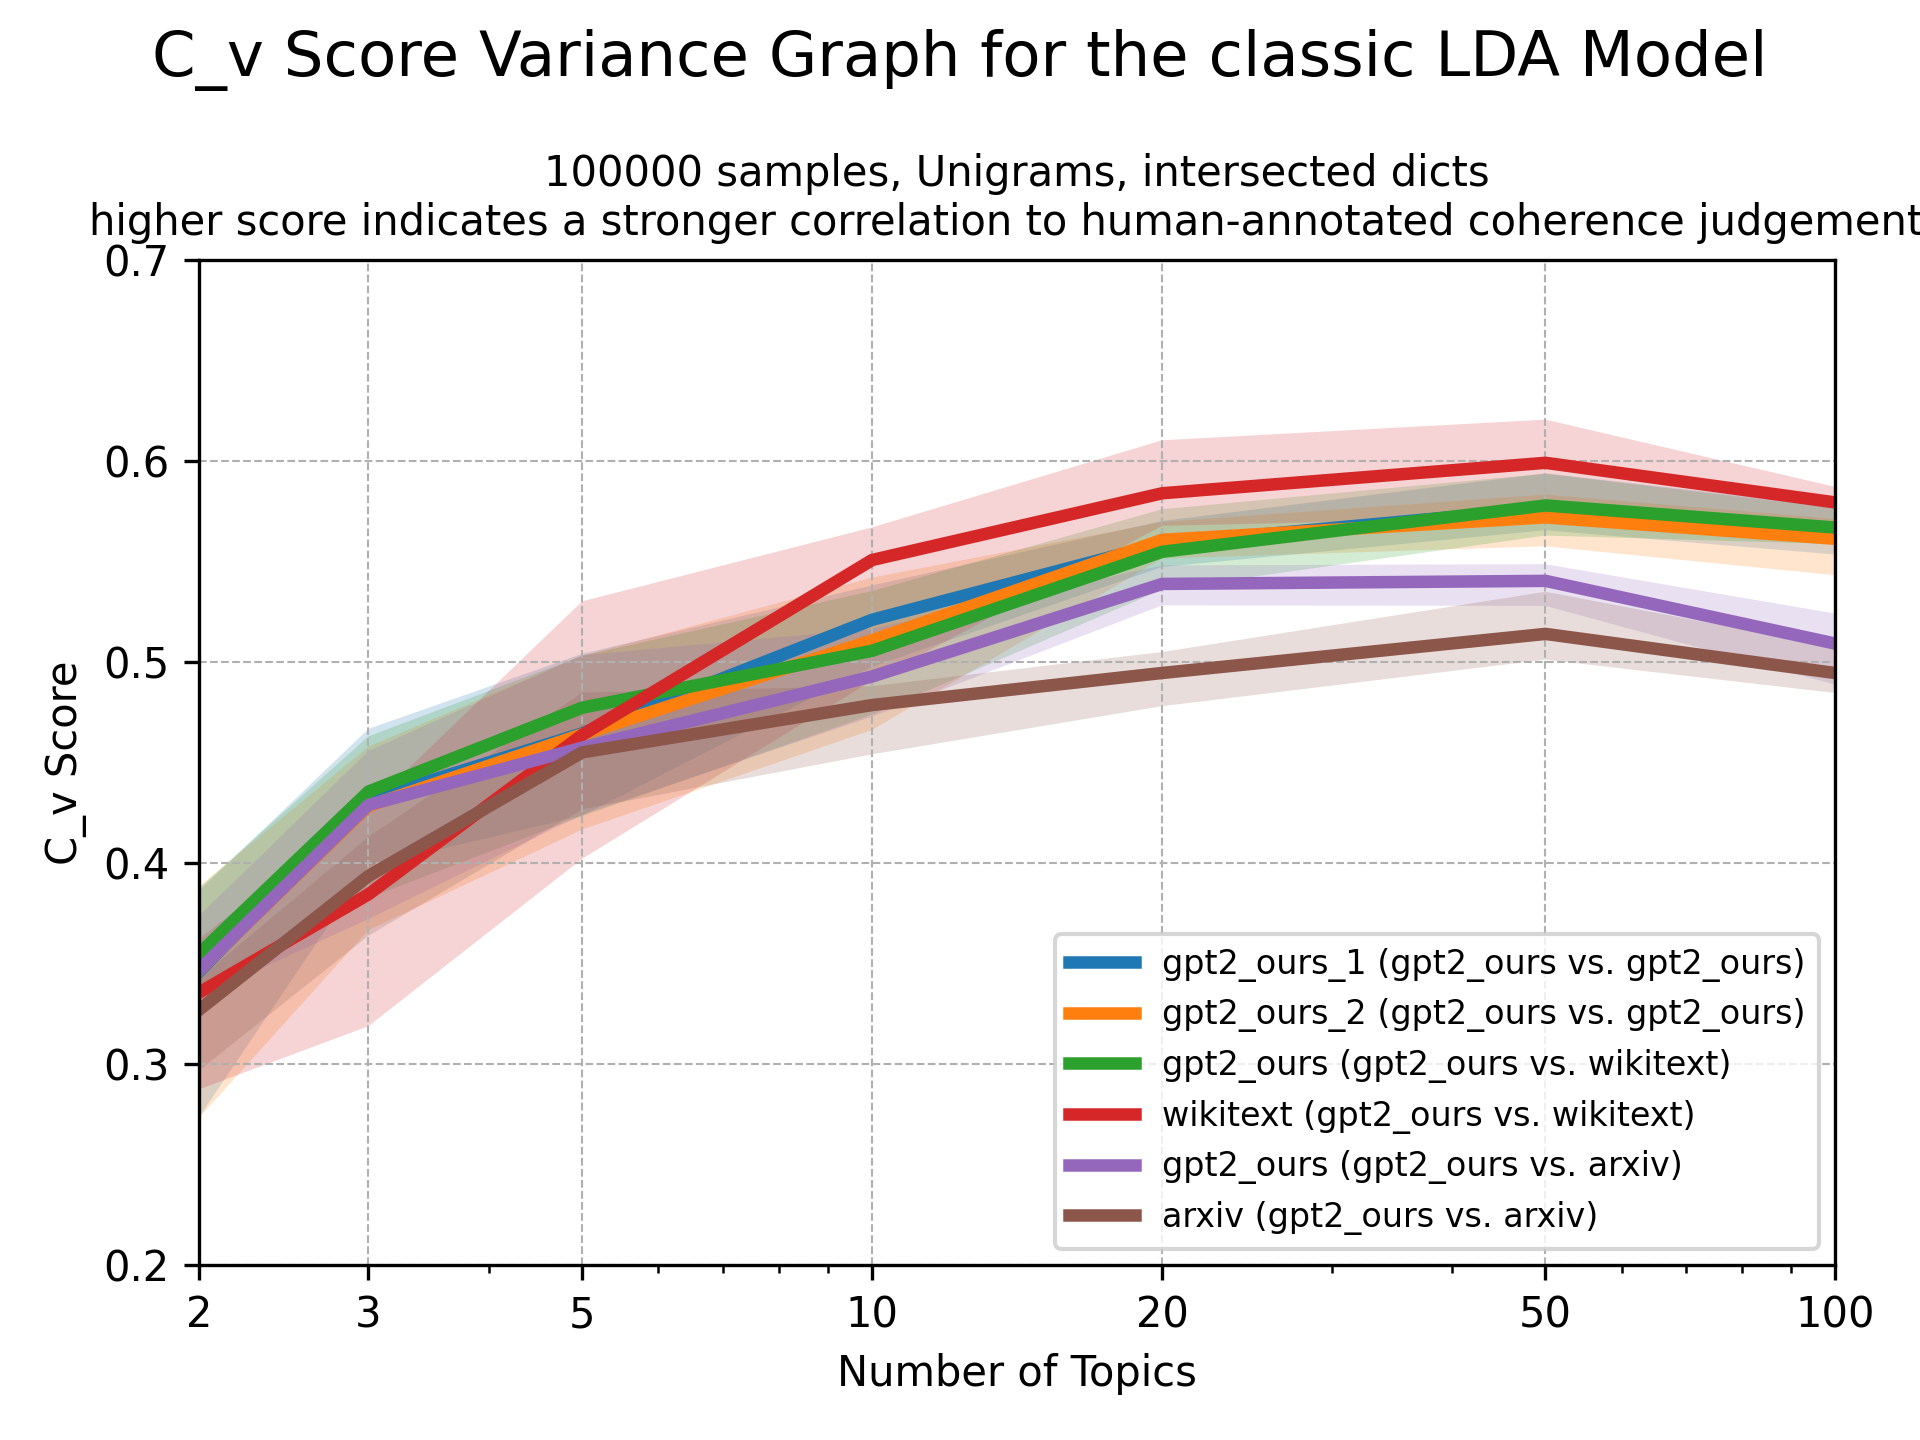 C_v Score Variance Graph for the classic LDA Model
100000 samples, Unigrams, intersected dicts
higher score indicates a stronger correlation to human-annotated coherence judgement
0.7
0.6
0.5
0.4
0.3
0.2
C_v Score
gpt2_ours_1 (gpt2_ours vs. gpt2_ours)
gpt2_ours_2 (gpt2_ours vs. gpt2_ours)
gpt2_ours (gpt2_ours vs. wikitext)
wikitext (gpt2_ours vs. wikitext)
gpt2_ours (gpt2_ours vs. arxiv)
arxiv (gpt2_ours vs. arxiv)
2 3 5 10 20 50 100
Number of Topics